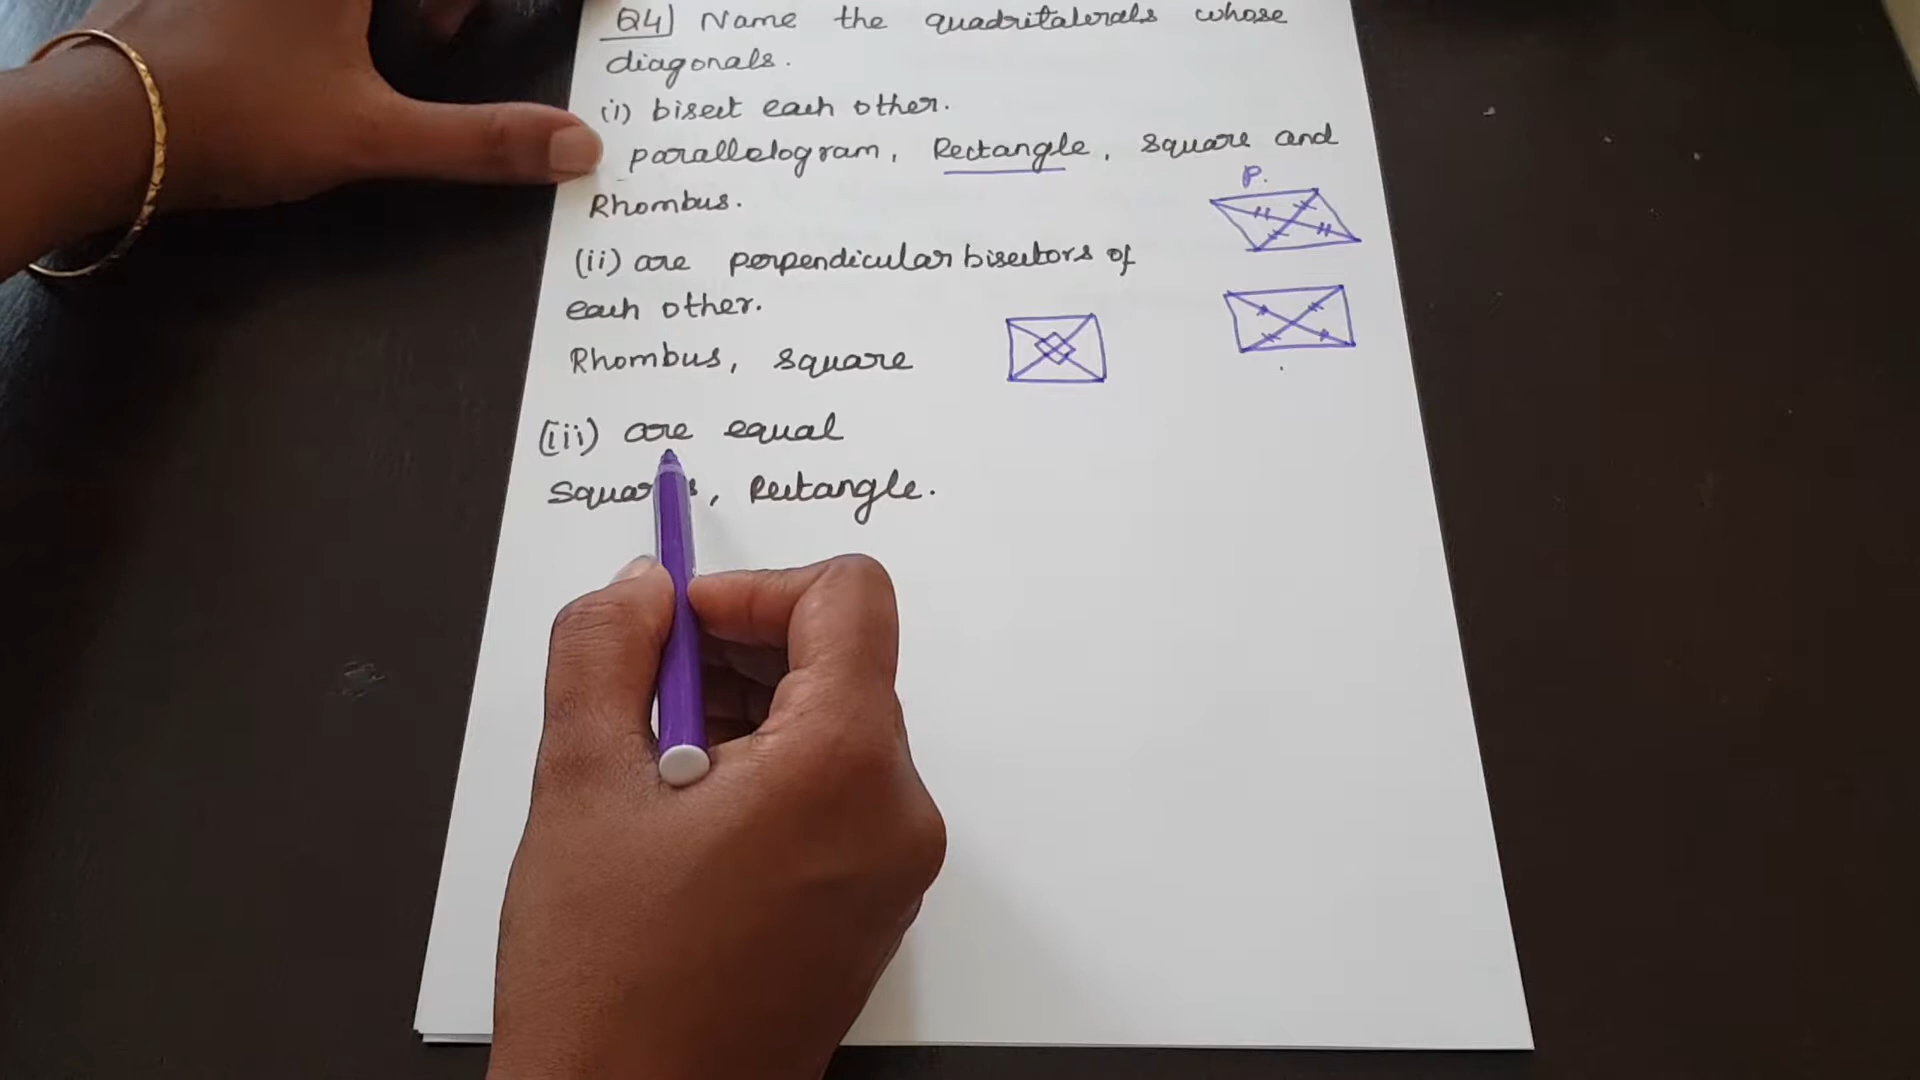 Q4) Name the quadritalerals whose
diagonals.
(i) bisect each other.
parallelogram, Rectangle, square and
P.
Rhombus.
(ii) are perpendicular bisectors of
each other.
Rhombus, square
(iii) are equal
Rectangle.